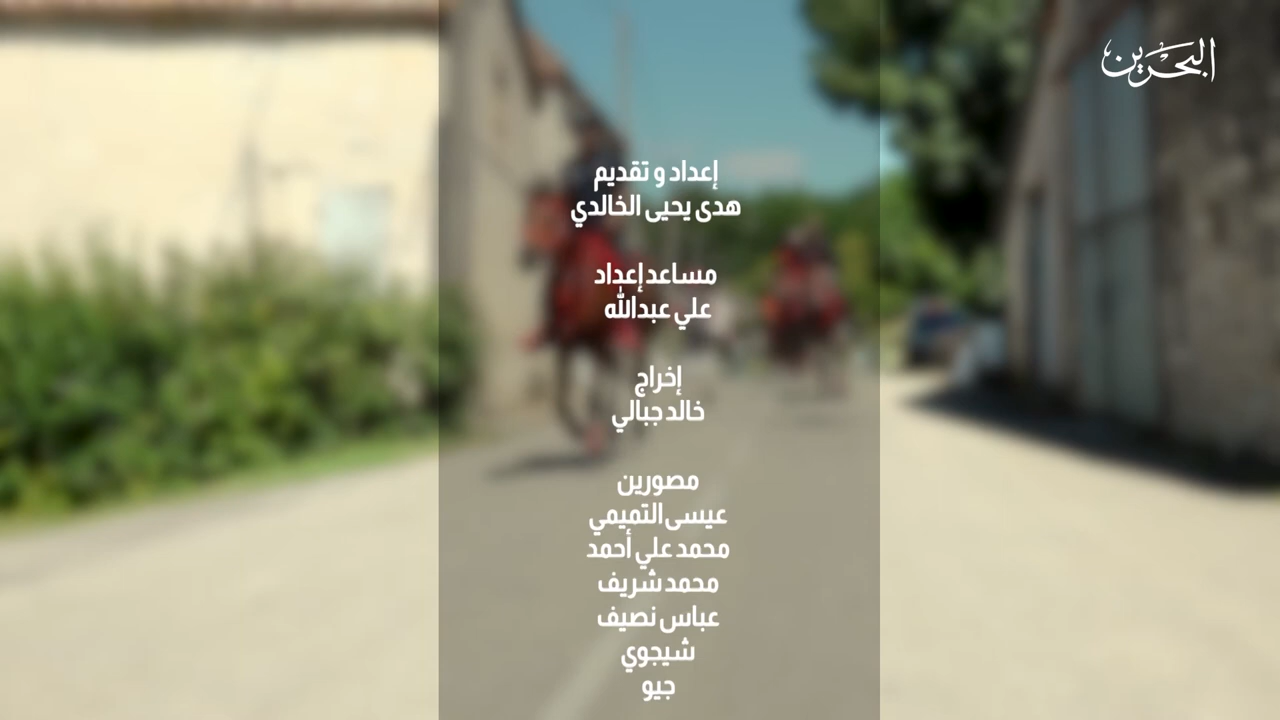 البحرين
إعداد و تقديم
هدى يحيى الخالدي
مساعد إعداد
علي عبدالله
إخراج
خالد جبالي
مصورين
عيسى التميمي
محمد علي أحمد
محمد شريف
عباس نصيف
شيجوي
جيو